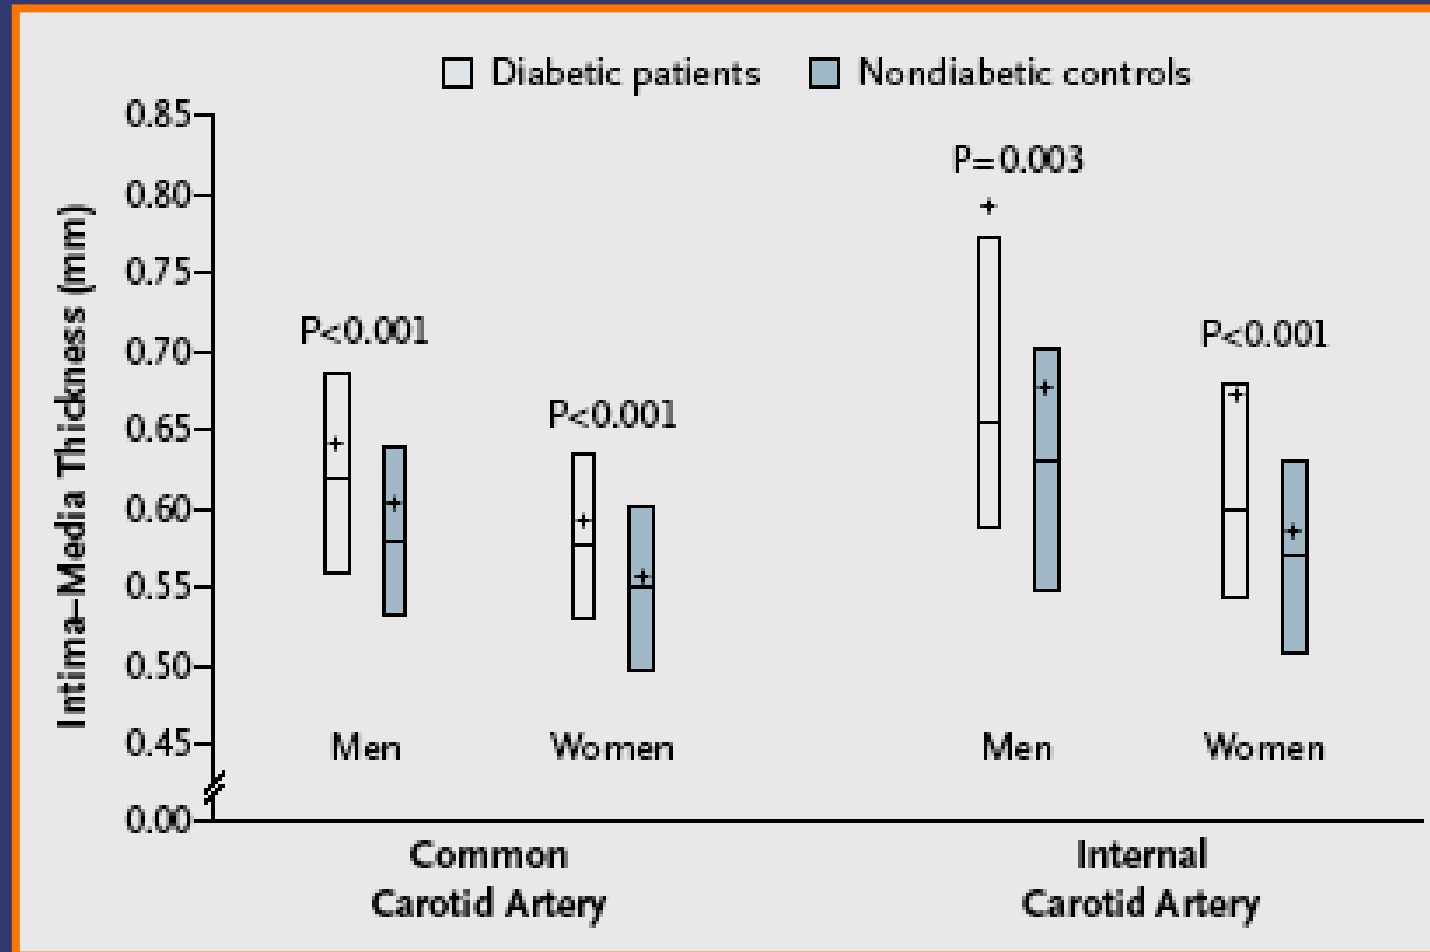 Diabetic patients Nondiabetic controls
0.85
0.80
0.75
0.70
0.65
0.60
0.55
0.50
0.45
0.00
Intima–Media Thickness (mm)
P<0.001
P<0.001
P=0.003
P<0.001
Men Women Men Women
Common
Carotid Artery
Internal
Carotid Artery